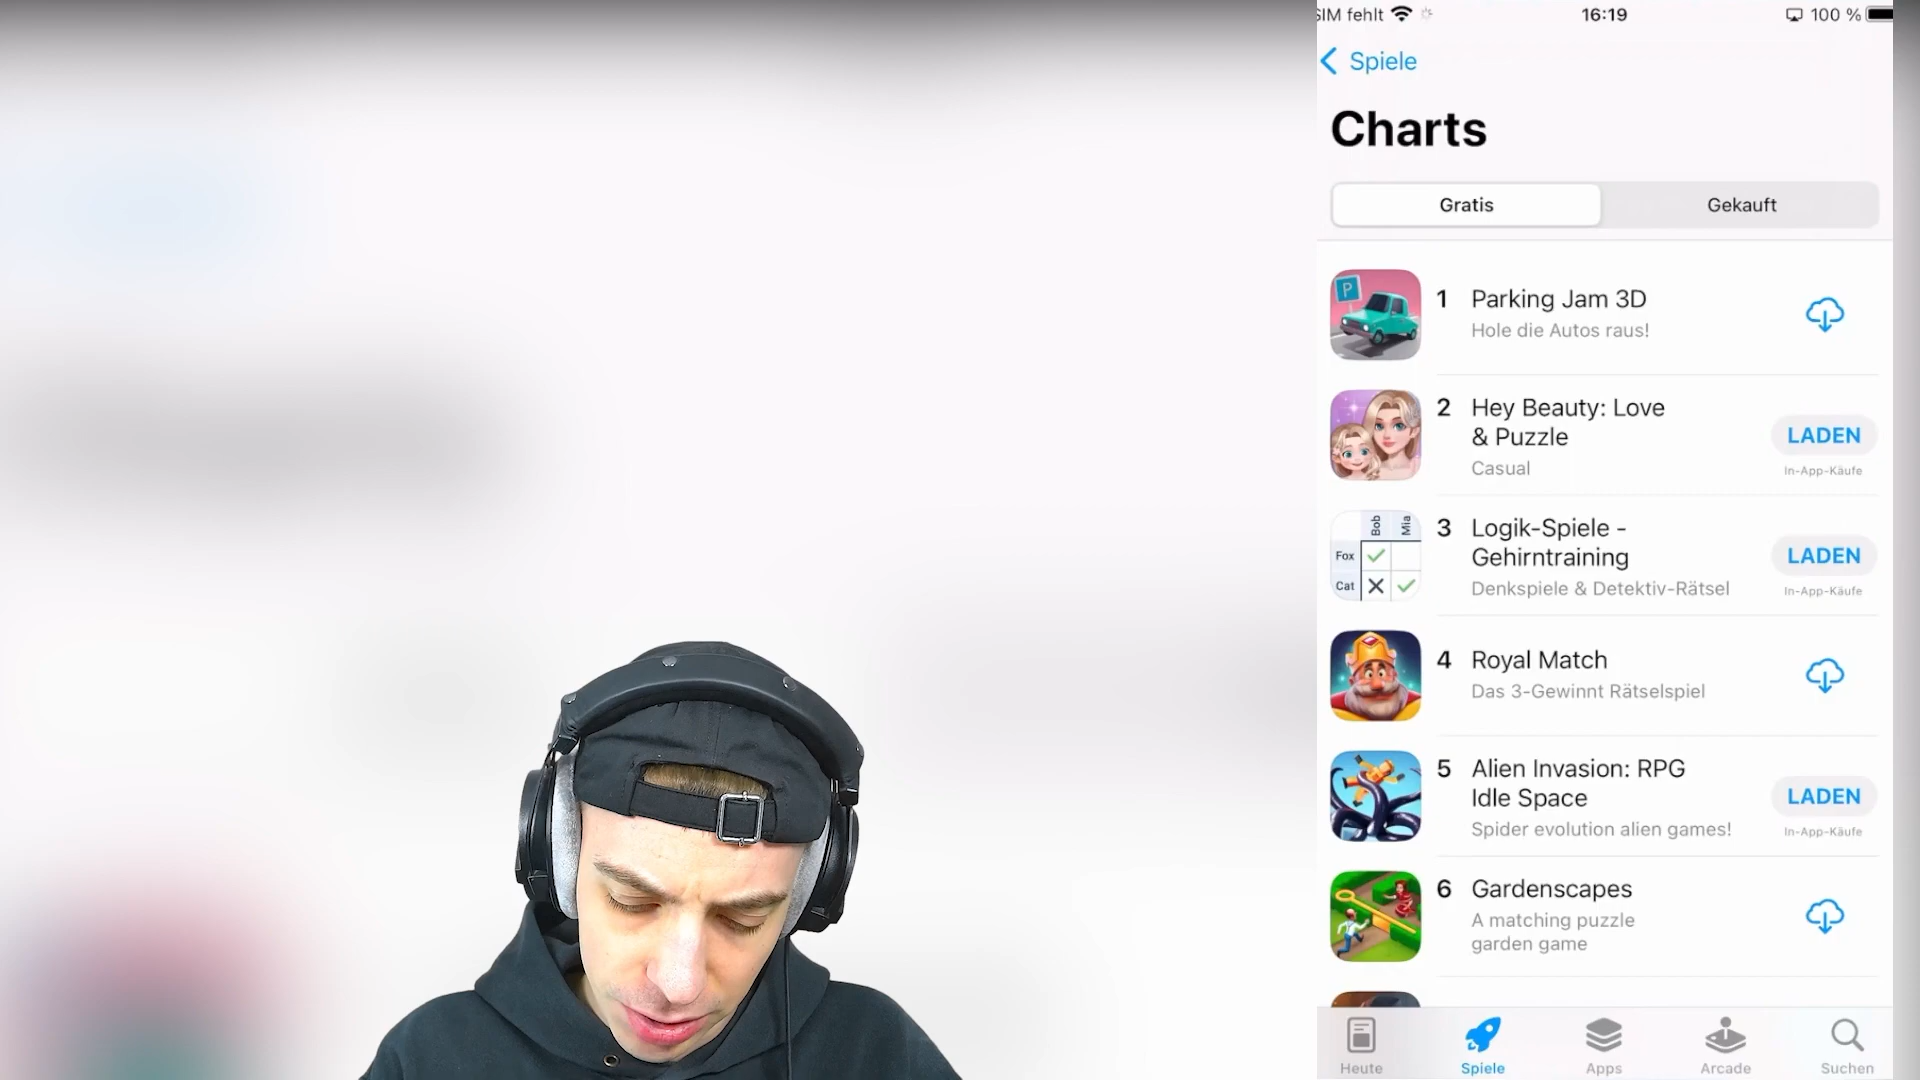 SIM fehlt 16:19 100 %
Spiele
Charts
Gratis Gekauft
P
1 Parking Jam 3D
Hole die Autos raus!
2 Hey Beauty: Love
& Puzzle
Casual
LADEN
In-App-Käufe
Bob Mia
Fox
Cat
3 Logik-Spiele -
Gehirntraining
Denkspiele & Detektiv-Rätsel
LADEN
In-App-Käufe
4 Royal Match
Das 3-Gewinnt Rätselspiel
5 Alien Invasion: RPG
Idle Space
Spider evolution alien games!
LADEN
In-App-Käufe
6 Gardenscapes
A matching puzzle
garden game
Heute Spiele Apps Arcade Suchen